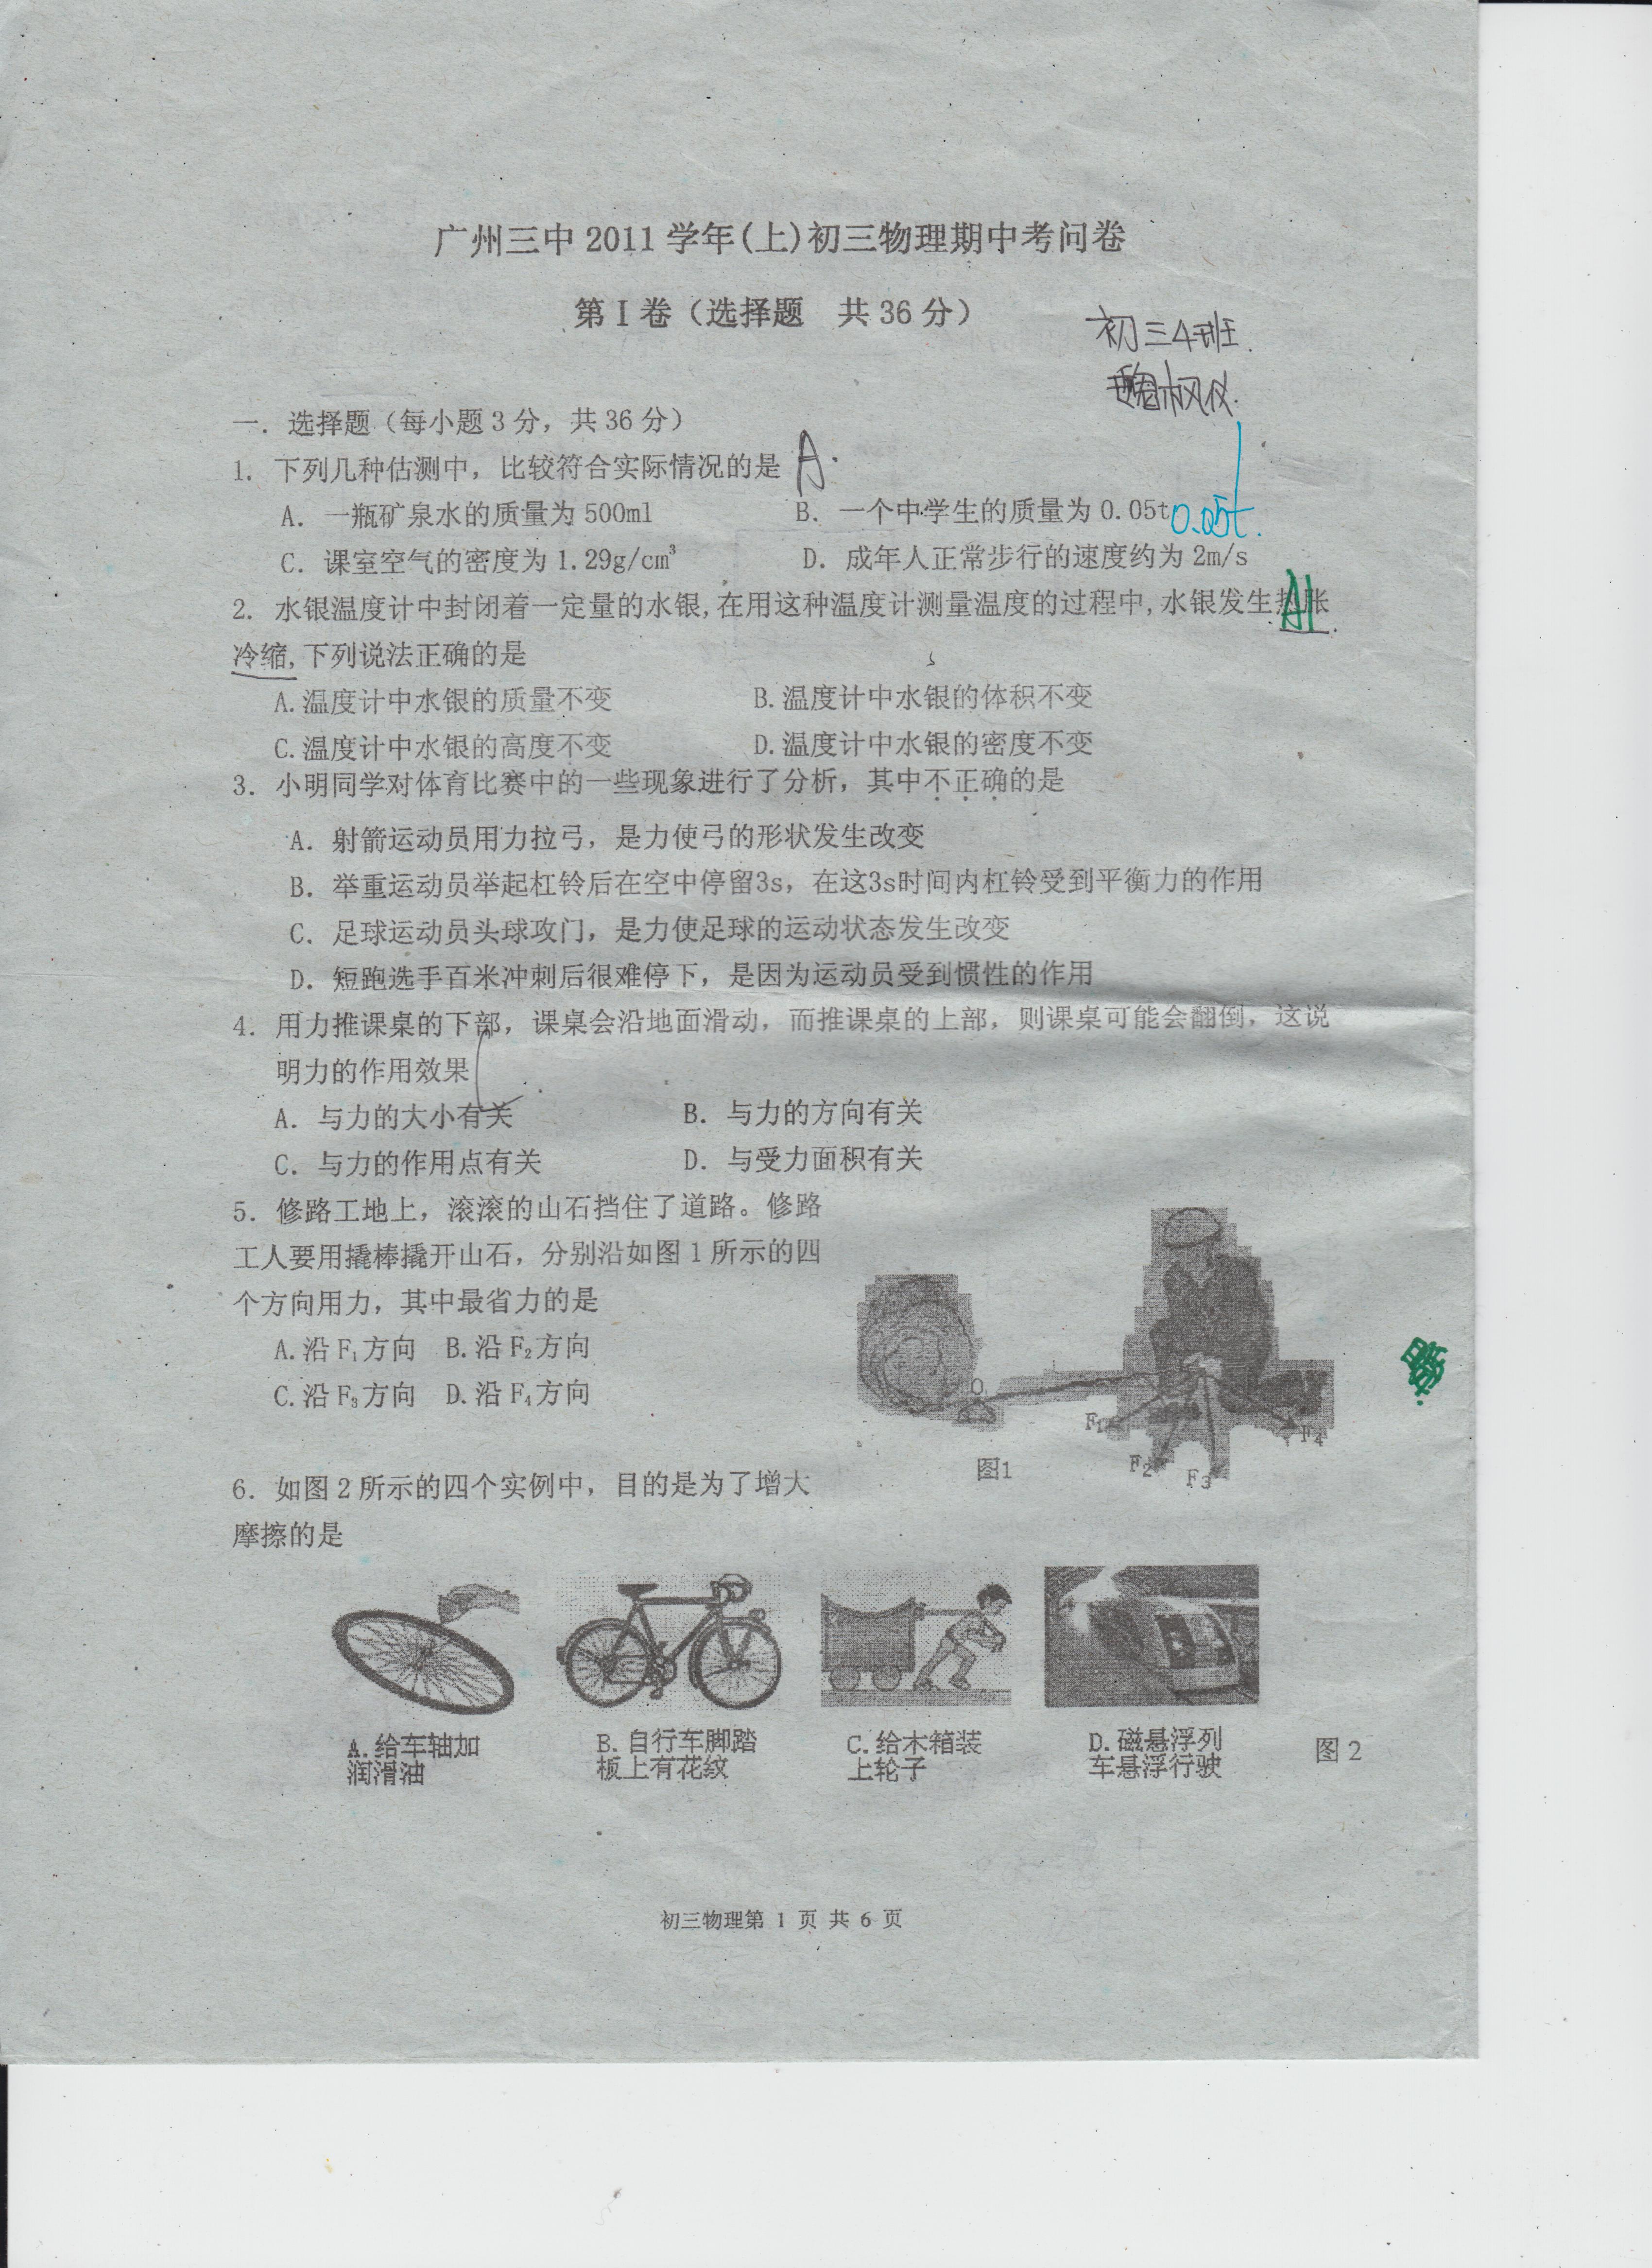 广州三中2011学年(上)初三物理期中考问卷
第I卷（选择题　共36分）
初三4班.
一．选择题（每小题3分，共36分）
1. 下列几种估测中，比较符合实际情况的是 A.
A．一瓶矿泉水的质量为500ml B．一个中学生的质量为0.05t 0.05t.
C．课室空气的密度为1.29g/cm³ D．成年人正常步行的速度约为2m/s
2. 水银温度计中封闭着一定量的水银,在用这种温度计测量温度的过程中,水银发生热胀 A
冷缩,下列说法正确的是
A.温度计中水银的质量不变 B.温度计中水银的体积不变
C.温度计中水银的高度不变 D.温度计中水银的密度不变
3．小明同学对体育比赛中的一些现象进行了分析，其中不正确的是
A．射箭运动员用力拉弓，是力使弓的形状发生改变
B．举重运动员举起杠铃后在空中停留3s，在这3s时间内杠铃受到平衡力的作用
C．足球运动员头球攻门，是力使足球的运动状态发生改变
D．短跑选手百米冲刺后很难停下，是因为运动员受到惯性的作用
4．用力推课桌的下部，课桌会沿地面滑动，而推课桌的上部，则课桌可能会翻倒，这说
明力的作用效果 C.
A．与力的大小有关 B．与力的方向有关
C．与力的作用点有关 D．与受力面积有关
5．修路工地上，滚滚的山石挡住了道路。修路
工人要用撬棒撬开山石，分别沿如图1所示的四
个方向用力，其中最省力的是
A.沿F₁方向 B.沿F₂方向
C.沿F₃方向 D.沿F₄方向
O
F₁
F₂
F₃
F₄
图1
6．如图2所示的四个实例中，目的是为了增大
摩擦的是
A.给车轴加
润滑油
B.自行车脚踏
板上有花纹
C.给木箱装
上轮子
D.磁悬浮列
车悬浮行驶
图2
初三物理第 1 页 共 6 页